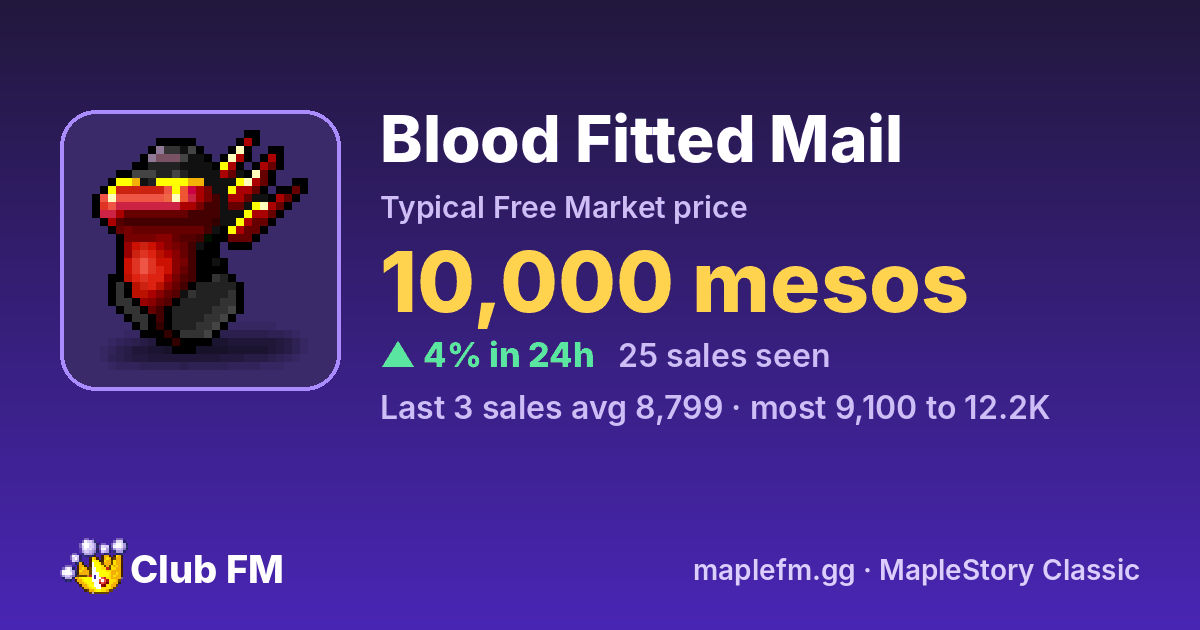 Blood Fitted Mail
Typical Free Market price
10,000 mesos
▲ 4% in 24h 25 sales seen
Last 3 sales avg 8,799 · most 9,100 to 12.2K
Club FM
maplefm.gg · MapleStory Classic